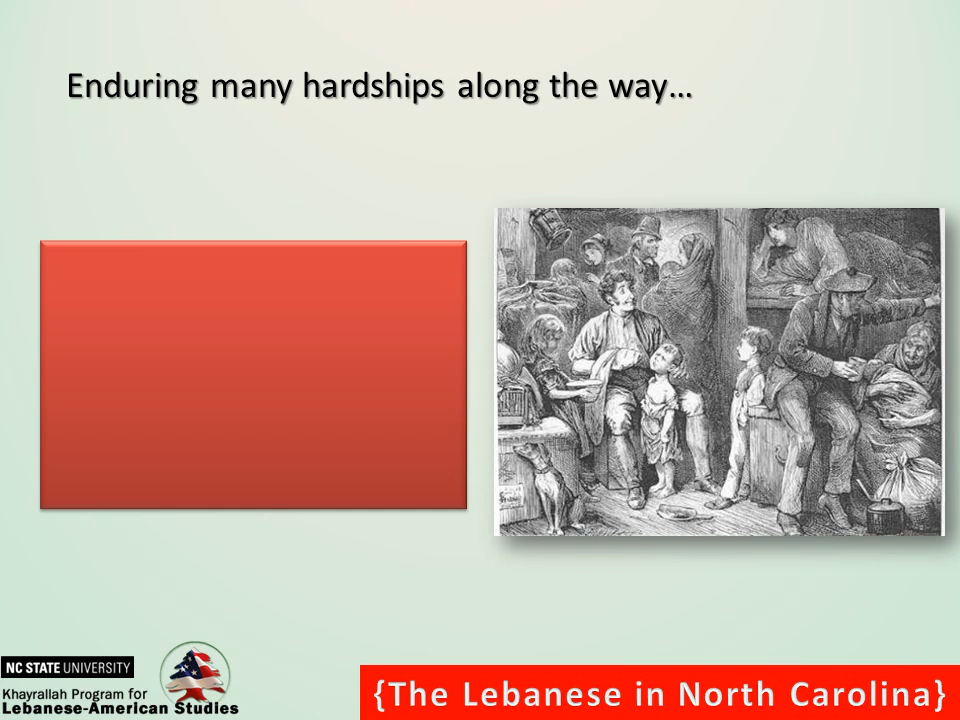 Enduring many hardships along the way…
NC STATE UNIVERSITY
Khayrallah Program for
Lebanese-American Studies
{The Lebanese in North Carolina}